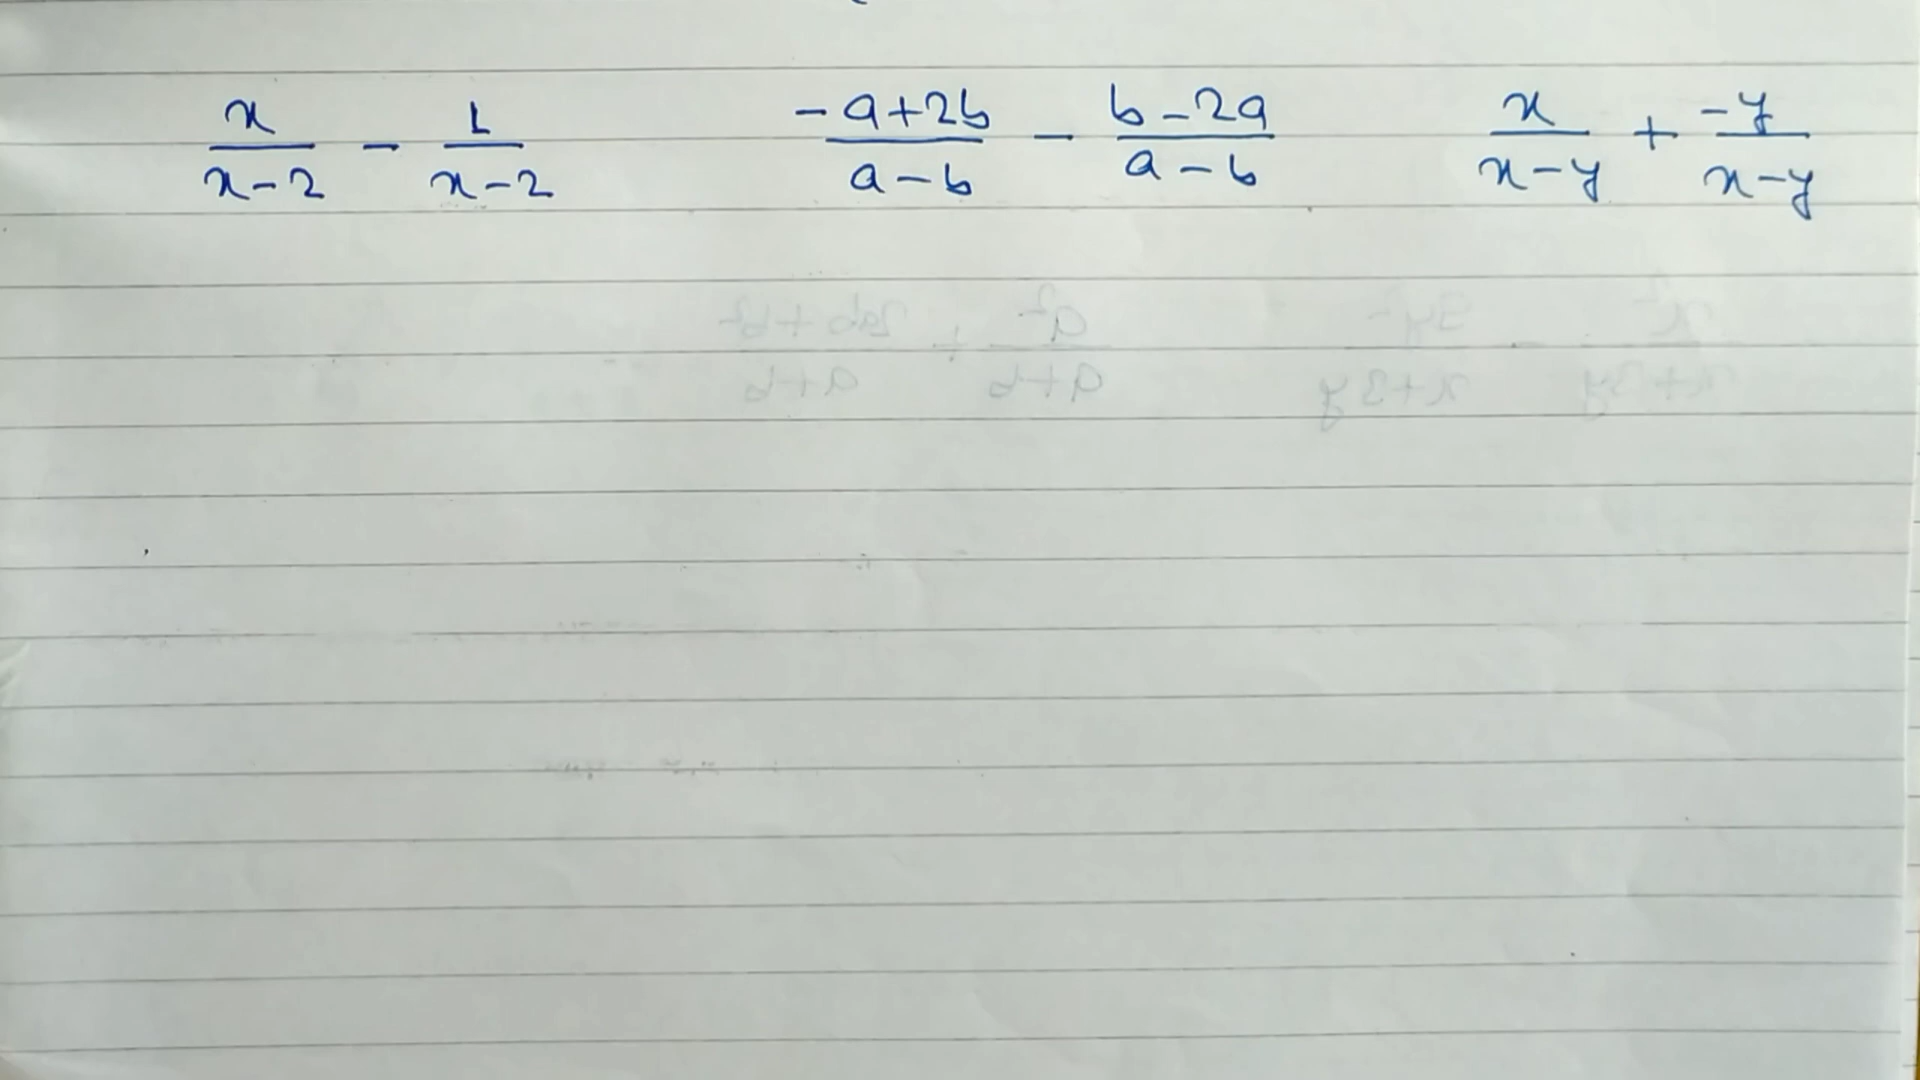 x/(x-2) - 1/(x-2)    (-a+2b)/(a-b) - (b-2a)/(a-b)    x/(x-y) + -y/(x-y)